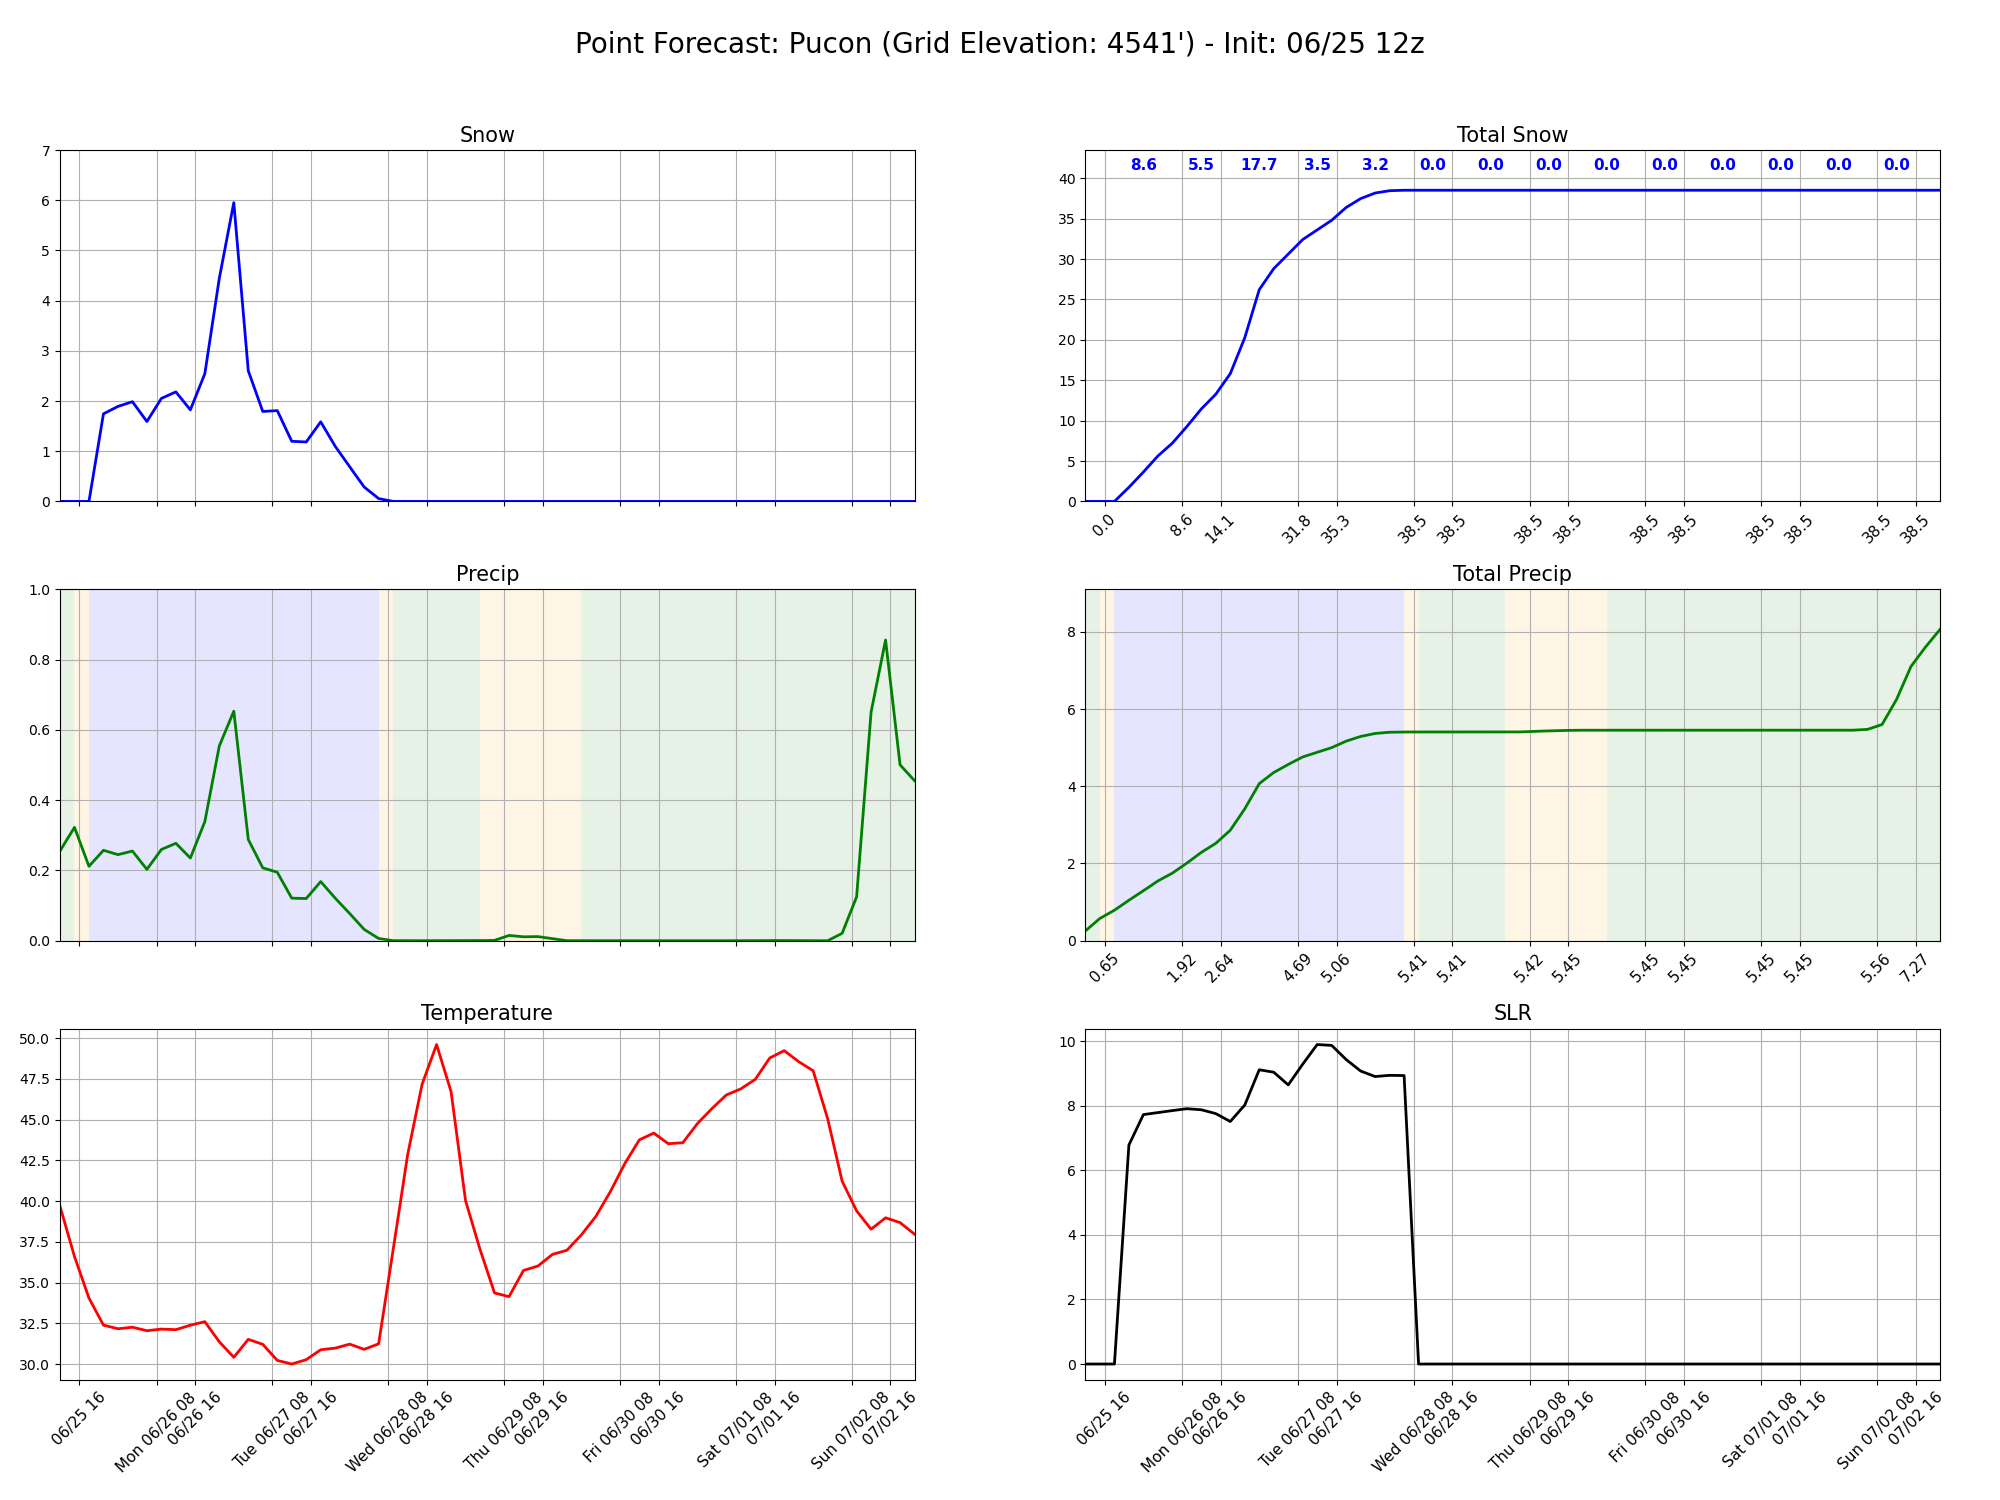 Point Forecast: Pucon (Grid Elevation: 4541') - Init: 06/25 12z
Snow
7
6
5
4
3
2
1
0
Total Snow
8.6 5.5 17.7 3.5 3.2 0.0 0.0 0.0 0.0 0.0 0.0 0.0 0.0 0.0
40
35
30
25
20
15
10
5
0
0.0 8.6 14.1 31.8 35.3 38.5 38.5 38.5 38.5 38.5 38.5 38.5 38.5 38.5 38.5
Precip
1.0
0.8
0.6
0.4
0.2
0.0
Total Precip
8
6
4
2
0
0.65 1.92 2.64 4.69 5.06 5.41 5.41 5.42 5.45 5.45 5.45 5.45 5.45 5.56 7.27
Temperature
50.0
47.5
45.0
42.5
40.0
37.5
35.0
32.5
30.0
06/25 16
Mon 06/26 08
06/26 16
Tue 06/27 08
06/27 16
Wed 06/28 08
06/28 16
Thu 06/29 08
06/29 16
Fri 06/30 08
06/30 16
Sat 07/01 08
07/01 16
Sun 07/02 08
07/02 16
SLR
10
8
6
4
2
0
06/25 16
Mon 06/26 08
06/26 16
Tue 06/27 08
06/27 16
Wed 06/28 08
06/28 16
Thu 06/29 08
06/29 16
Fri 06/30 08
06/30 16
Sat 07/01 08
07/01 16
Sun 07/02 08
07/02 16